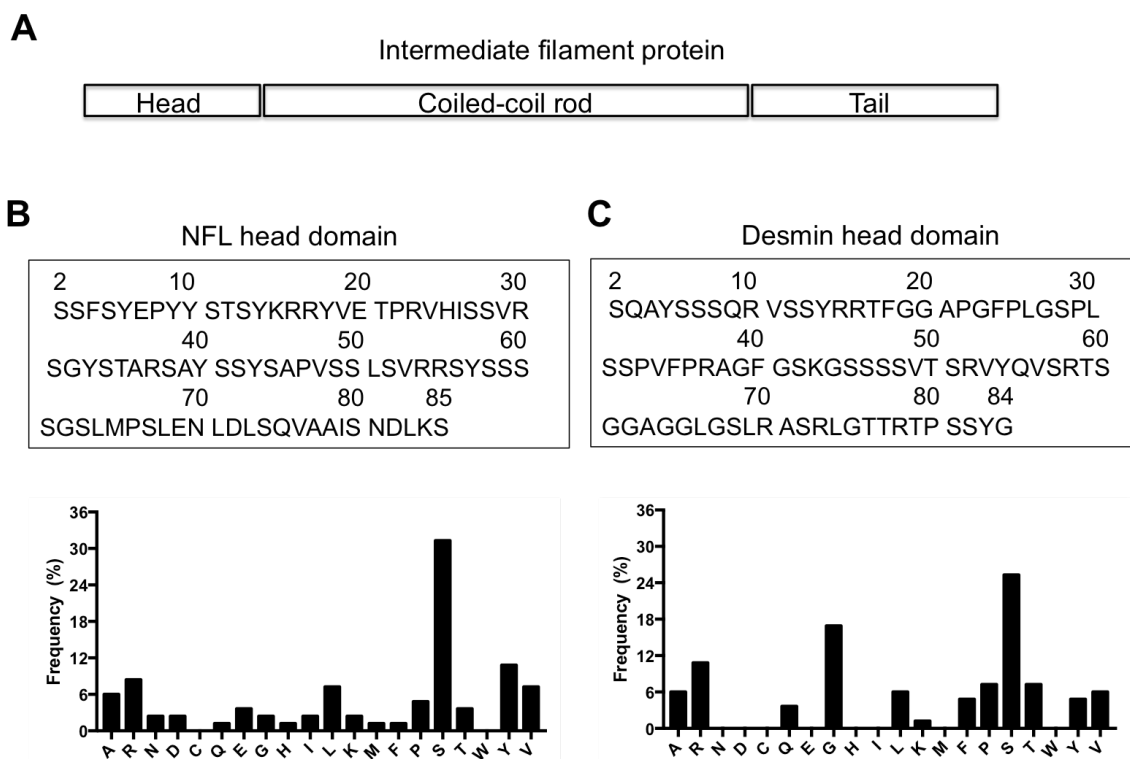 A
Intermediate filament protein
Head Coiled-coil rod Tail
B
NFL head domain
2 10 20 30
SSFSYEPYY STSYKRRYVE TPRVHISSVR
40 50 60
SGYSTARSAY SSYSAPVSS LSVRRSYSSS
70 80 85
SGSLMPSLEN LDLSQVAAIS NDLKS
36
30
24
18
12
6
0
Frequency (%)
A R N D C Q E G H I L K M F P S T W Y V
C
Desmin head domain
2 10 20 30
SQAYSSSQR VSSYRRTFGG APGFPLGSPL
40 50 60
SSPVFPRAGF GSKGSSSSVT SRVYQVSRTS
70 80 84
GGAGGLGSLR ASRLGTTRTP SSYG
36
30
24
18
12
6
0
Frequency (%)
A R N D C Q E G H I L K M F P S T W Y V